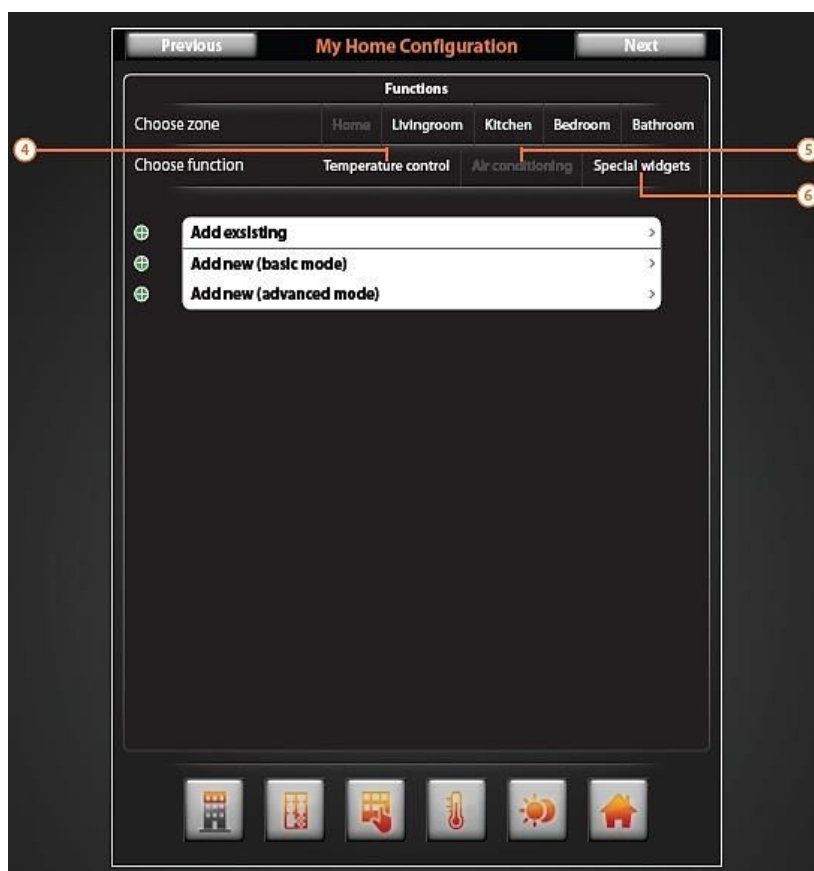 Previous My Home Configuration Next
Functions
Choose zone Home Livingroom Kitchen Bedroom Bathroom
4 5
Choose function Temperature control Air conditioning Special widgets
6
Add exsisting >
Add new (basic mode) >
Add new (advanced mode) >